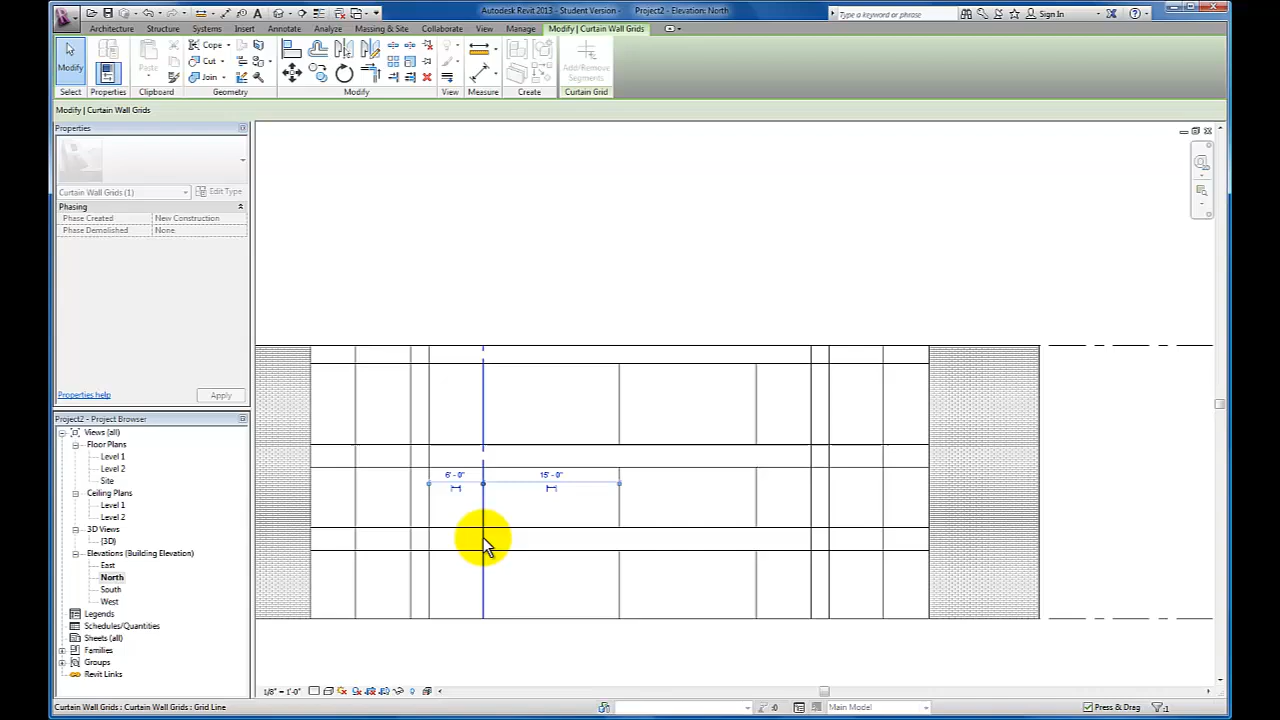 Autodesk Revit 2013 - Student Version - Project2 - Elevation: North
Type a keyword or phrase
Sign In
Architecture Structure Systems Insert Annotate Analyze Massing & Site Collaborate View Manage Modify | Curtain Wall Grids
Modify Paste Cope Cut Join Add/Remove Segments
Select Properties Clipboard Geometry Modify View Measure Create Curtain Grid
Modify | Curtain Wall Grids
Properties
Curtain Wall Grids (1) Edit Type
Phasing
Phase Created New Construction
Phase Demolished None
Properties help Apply
Project2 - Project Browser
Views (all)
Floor Plans
Level 1
Level 2
Site
Ceiling Plans
Level 1
Level 2
3D Views
{3D}
Elevations (Building Elevation)
East
North
South
West
Legends
Schedules/Quantities
Sheets (all)
Families
Groups
Revit Links
6' - 0" 15' - 0"
1/8" = 1'-0"
Curtain Wall Grids : Curtain Wall Grids : Grid Line
:0 Main Model Press & Drag :1